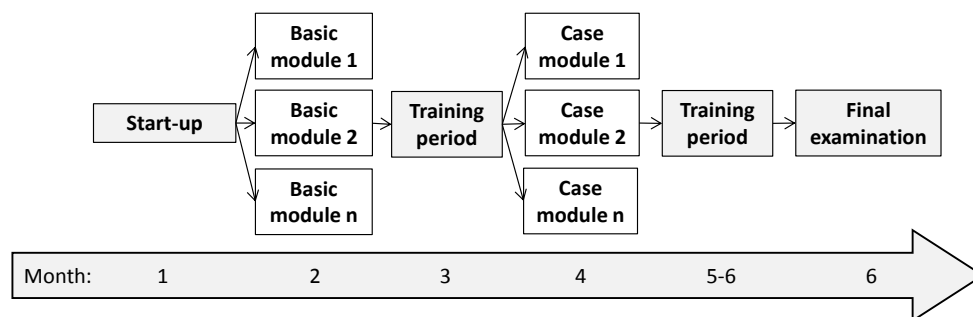 Basic
module 1
Case
module 1
Start-up
Basic
module 2
Training
period
Case
module 2
Training
period
Final
examination
Basic
module n
Case
module n
Month: 1 2 3 4 5-6 6